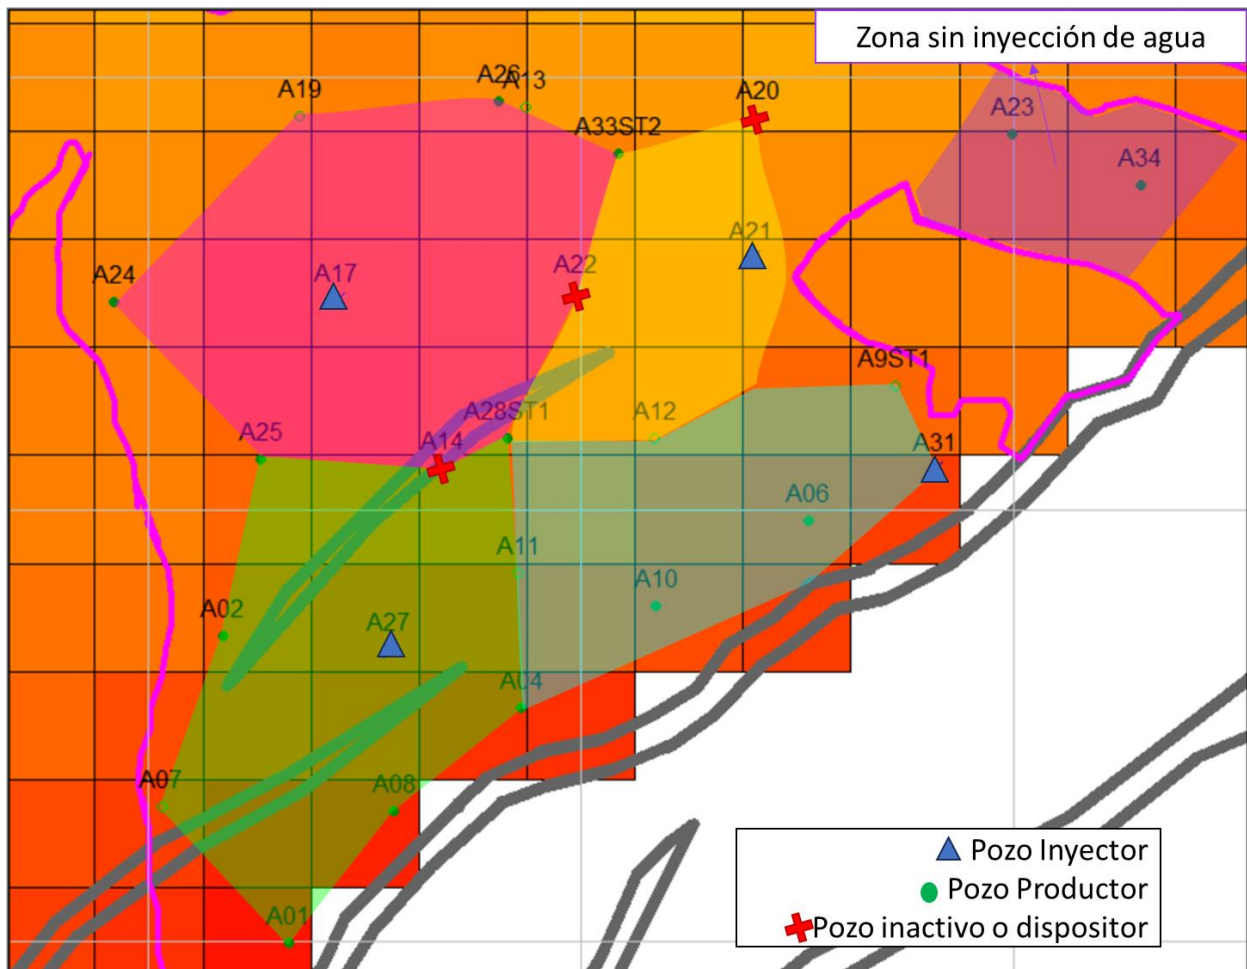 Zona sin inyección de agua
A19
A26
A13
A20
A33ST2
A23
A34
A24
A17
A22
A21
A9ST1
A25
A14
A28ST1
A12
A31
A06
A11
A10
A02
A27
A04
A07
A08
A01
Pozo Inyector
Pozo Productor
Pozo inactivo o dispositor